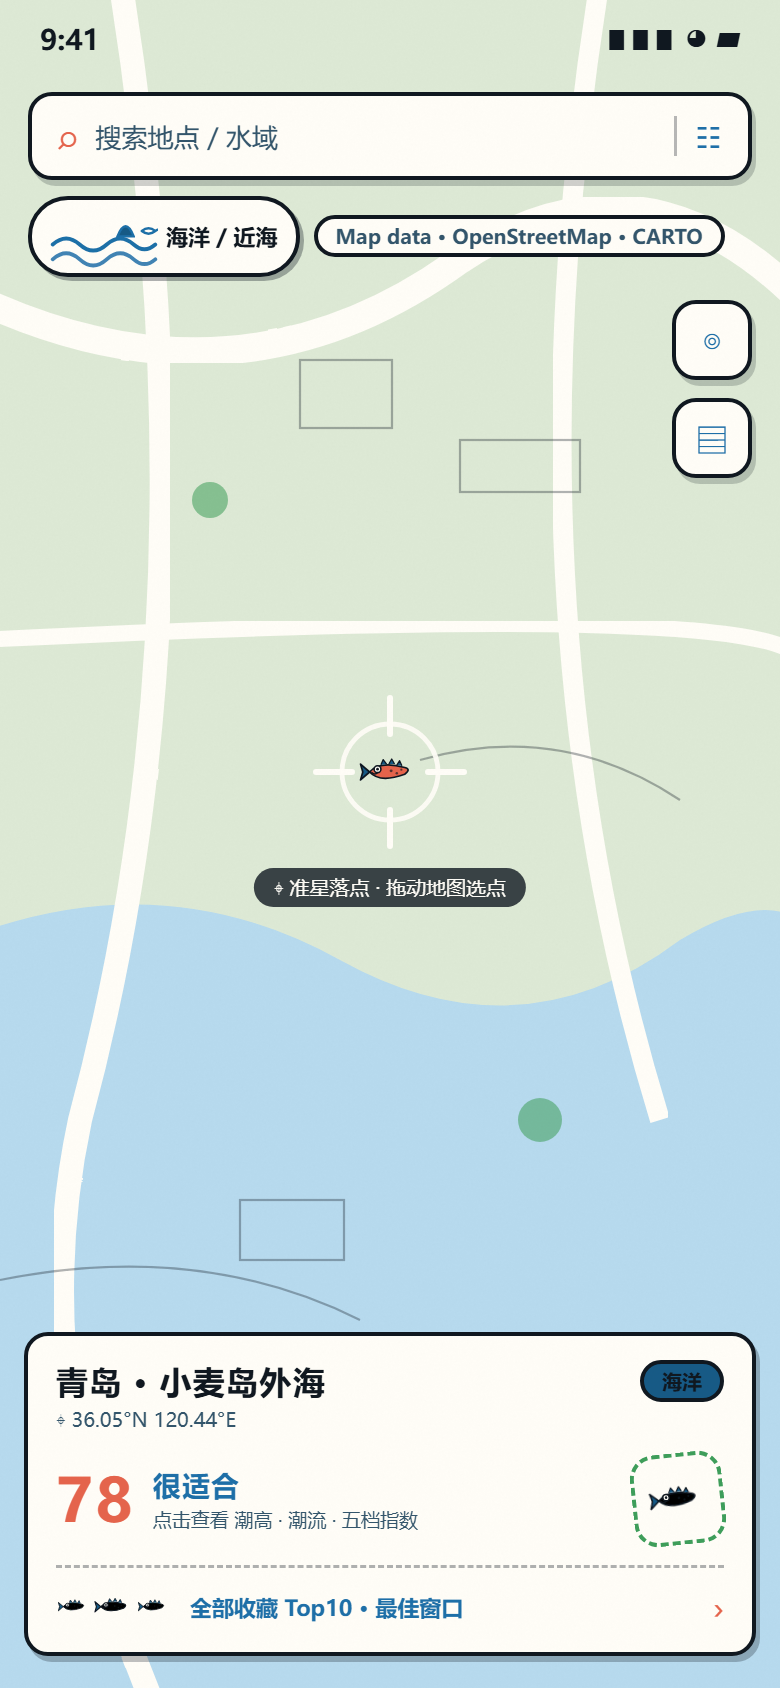 9:41
搜索地点 / 水域
海洋 / 近海
Map data • OpenStreetMap • CARTO
准星落点 · 拖动地图选点
青岛 • 小麦岛外海
海洋
36.05°N 120.44°E
78
很适合
点击查看 潮高 · 潮流 · 五档指数
全部收藏 Top10 • 最佳窗口